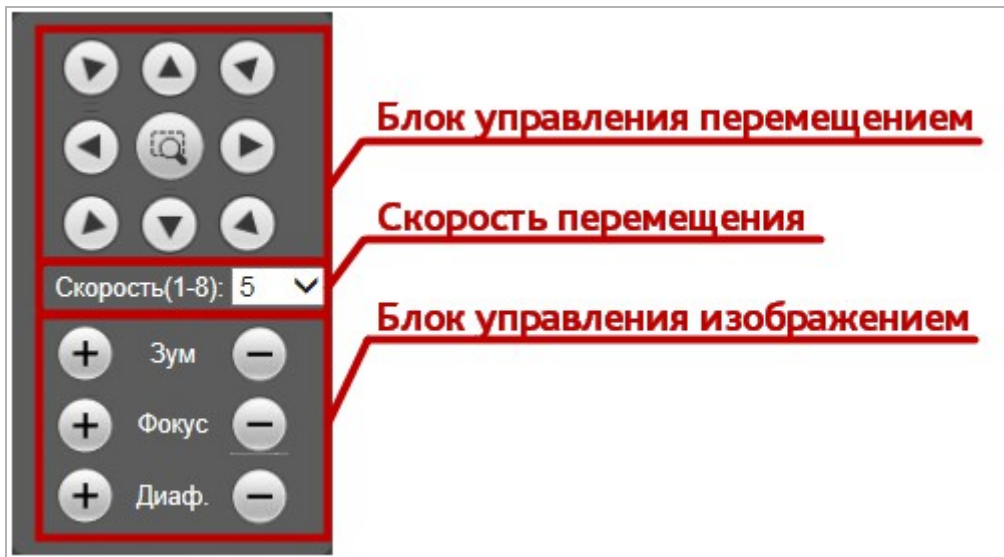 Блок управления перемещением
Скорость перемещения
Скорость(1-8): 5
Блок управления изображением
Зум
Фокус
Диаф.